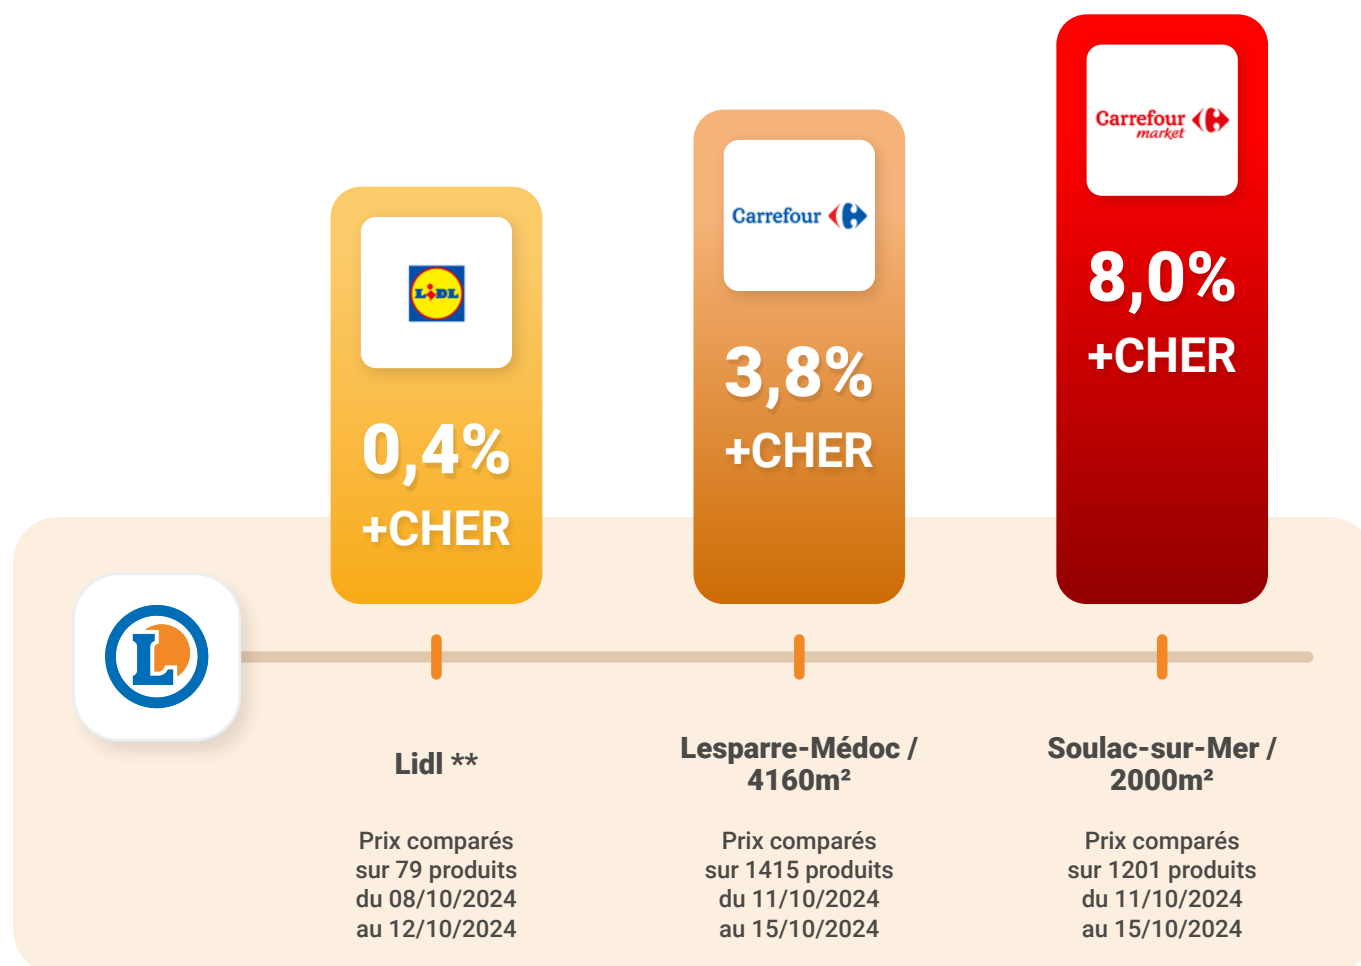 LiDL
0,4%
+CHER
Carrefour
3,8%
+CHER
Carrefour
market
8,0%
+CHER
L
Lidl **
Prix comparés
sur 79 produits
du 08/10/2024
au 12/10/2024
Lesparre-Médoc /
4160m²
Prix comparés
sur 1415 produits
du 11/10/2024
au 15/10/2024
Soulac-sur-Mer /
2000m²
Prix comparés
sur 1201 produits
du 11/10/2024
au 15/10/2024